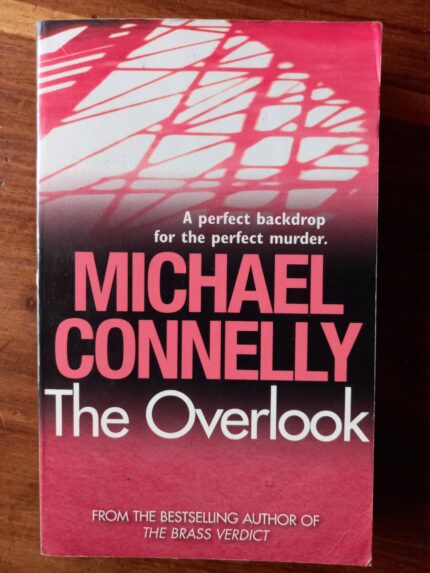 A perfect backdrop
for the perfect murder.
MICHAEL
CONNELLY
The Overlook
FROM THE BESTSELLING AUTHOR OF
THE BRASS VERDICT